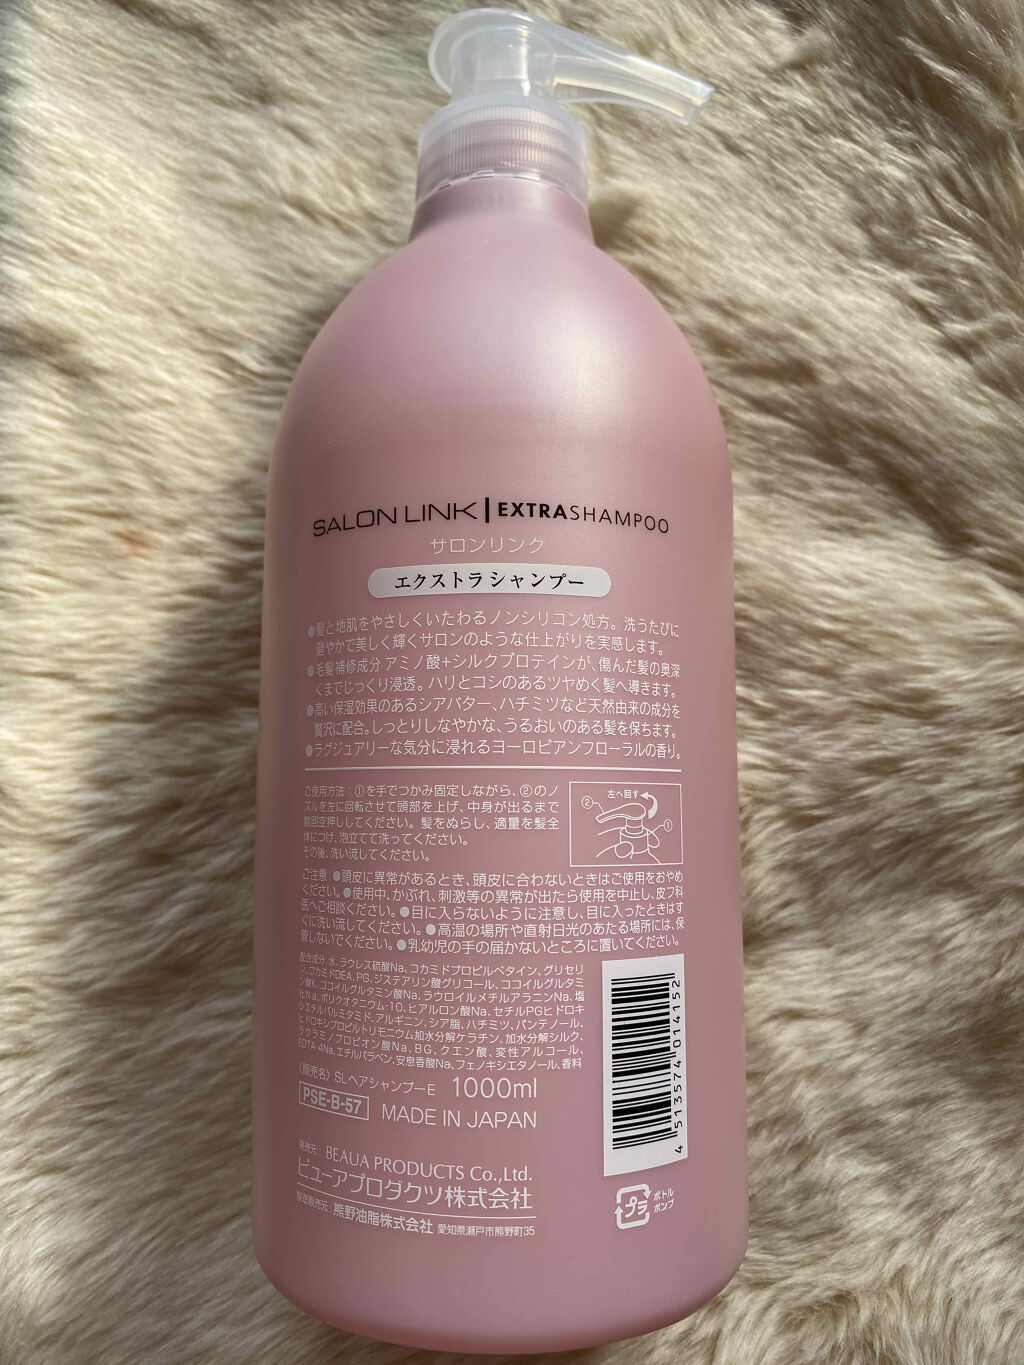 SALON LINK | EXTRASHAMPOO
サロンリンク
エクストラシャンプー
●髪と地肌をやさしくいたわるノンシリコン処方。洗うたびに
健やかで美しく輝くサロンのような仕上がりを実感します。
●毛髪補修成分 アミノ酸+シルクプロテインが、傷んだ髪の奥深
くまでじっくり浸透。ハリとコシのあるツヤめく髪へ導きます。
●高い保湿効果のあるシアバター、ハチミツなど天然由来の成分を
贅沢に配合。しっとりしなやかな、うるおいのある髪を保ちます。
●ラグジュアリーな気分に浸れるヨーロピアンフローラルの香り。
ご使用方法:①を手でつかみ固定しながら、②のノ
ズルを左に回転させて頭部を上げ、中身が出るまで
数回空押ししてください。髪をぬらし、適量を髪全
体につけ、泡立てて洗ってください。
その後、洗い流してください。
左へ回す
②
①
ご注意:●頭皮に異常があるとき、頭皮に合わないときはご使用をおやめ
ください。●使用中、かぶれ、刺激等の異常が出たら使用を中止し、皮フ科
医へご相談ください。●目に入らないように注意し、目に入ったときはす
ぐに洗い流してください。●高温の場所や直射日光のあたる場所には、保
管しないでください。●乳幼児の手の届かないところに置いてください。
配合成分:水、ラウレス硫酸Na、コカミドプロピルベタイン、グリセリ
ン、コカミドDEA、PG、ジステアリン酸グリコール、ココイルグルタミ
ン酸K、ココイルグルタミン酸Na、ラウロイルメチルアラニンNa、塩
化Na、ポリクオタニウム-10、ヒアルロン酸Na、セチルPGヒドロキ
シエチルパルミタミド、アルギニン、シア脂、ハチミツ、パンテノール、
ヒドロキシプロピルトリモニウム加水分解ケラチン、加水分解シルク、
ラウラミノプロピオン酸Na、BG、クエン酸、変性アルコール、
EDTA-4Na、エチルパラベン、安息香酸Na、フェノキシエタノール、香料
〈販売名〉SLヘアシャンプーE 1000ml
PSE-B-57 MADE IN JAPAN
発売元: BEAUA PRODUCTS Co.,Ltd.
ビューアプロダクツ株式会社
製造販売元: 熊野油脂株式会社 愛知県瀬戸市熊野町35
4 513574 014152
プラ
ボトル
ポンプ